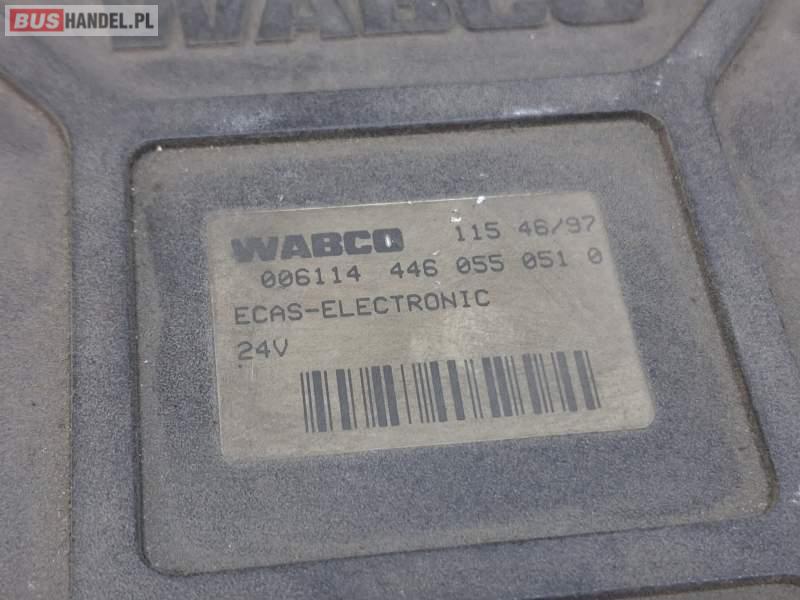 BUSHANDEL.PL
WABCO
WABCO 115 46/97
006114 446 055 051 0
ECAS-ELECTRONIC
24V